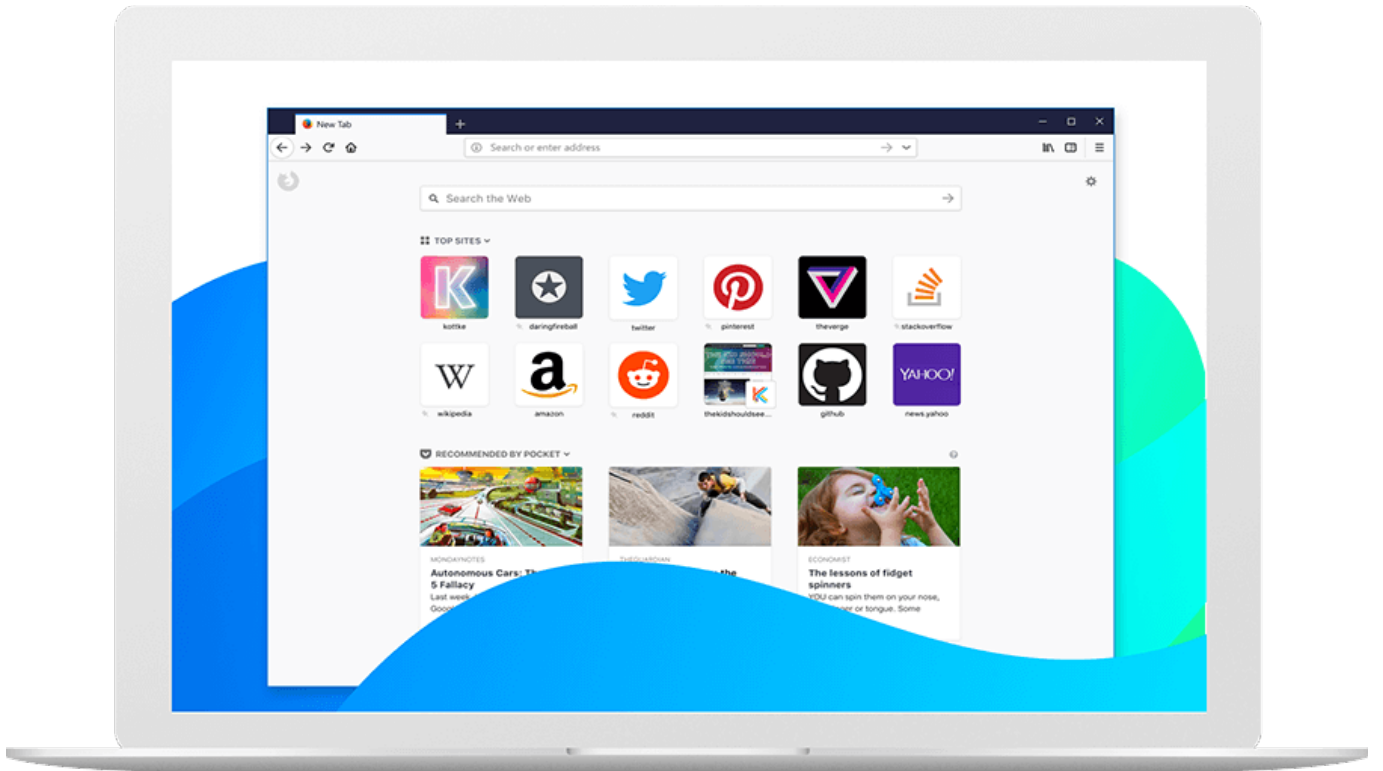 New Tab
Search or enter address
Search the Web
TOP SITES
K
kottke
daringfireball
twitter
pinterest
theverge
stackoverflow
W
wikipedia
a
amazon
reddit
thekidshouldsee...
github
YAHOO!
news.yahoo
RECOMMENDED BY POCKET
MONDAYNOTES
Autonomous Cars:
5 Fallacy
Last week
THEGUARDIAN
the
ECONOMIST
The lessons of fidget
spinners
YOU can spin them on your nose,
or tongue. Some